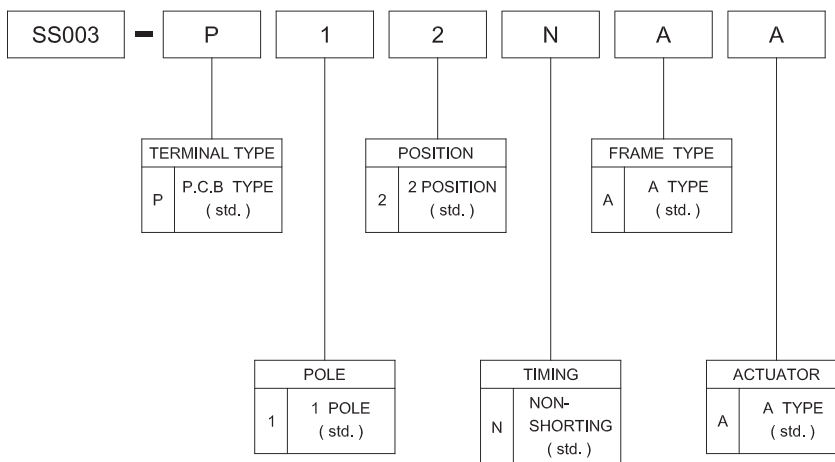 SS003 - P 1 2 N A A
TERMINAL TYPE
P
P.C.B TYPE
( std. )
POSITION
2
2 POSITION
( std. )
FRAME TYPE
A
A TYPE
( std. )
POLE
1
1 POLE
( std. )
TIMING
N
NON-
SHORTING
( std. )
ACTUATOR
A
A TYPE
( std. )